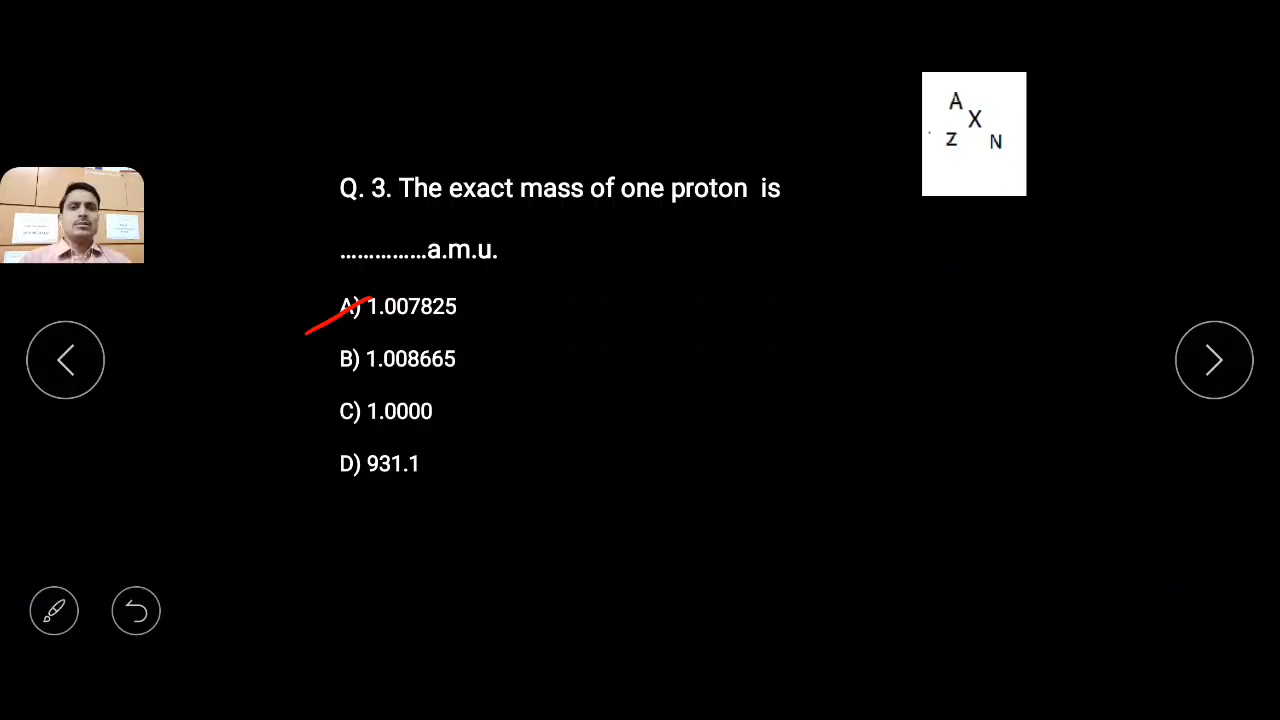 A
X
Z N
Q. 3. The exact mass of one proton is
...............a.m.u.
A) 1.007825
B) 1.008665
C) 1.0000
D) 931.1